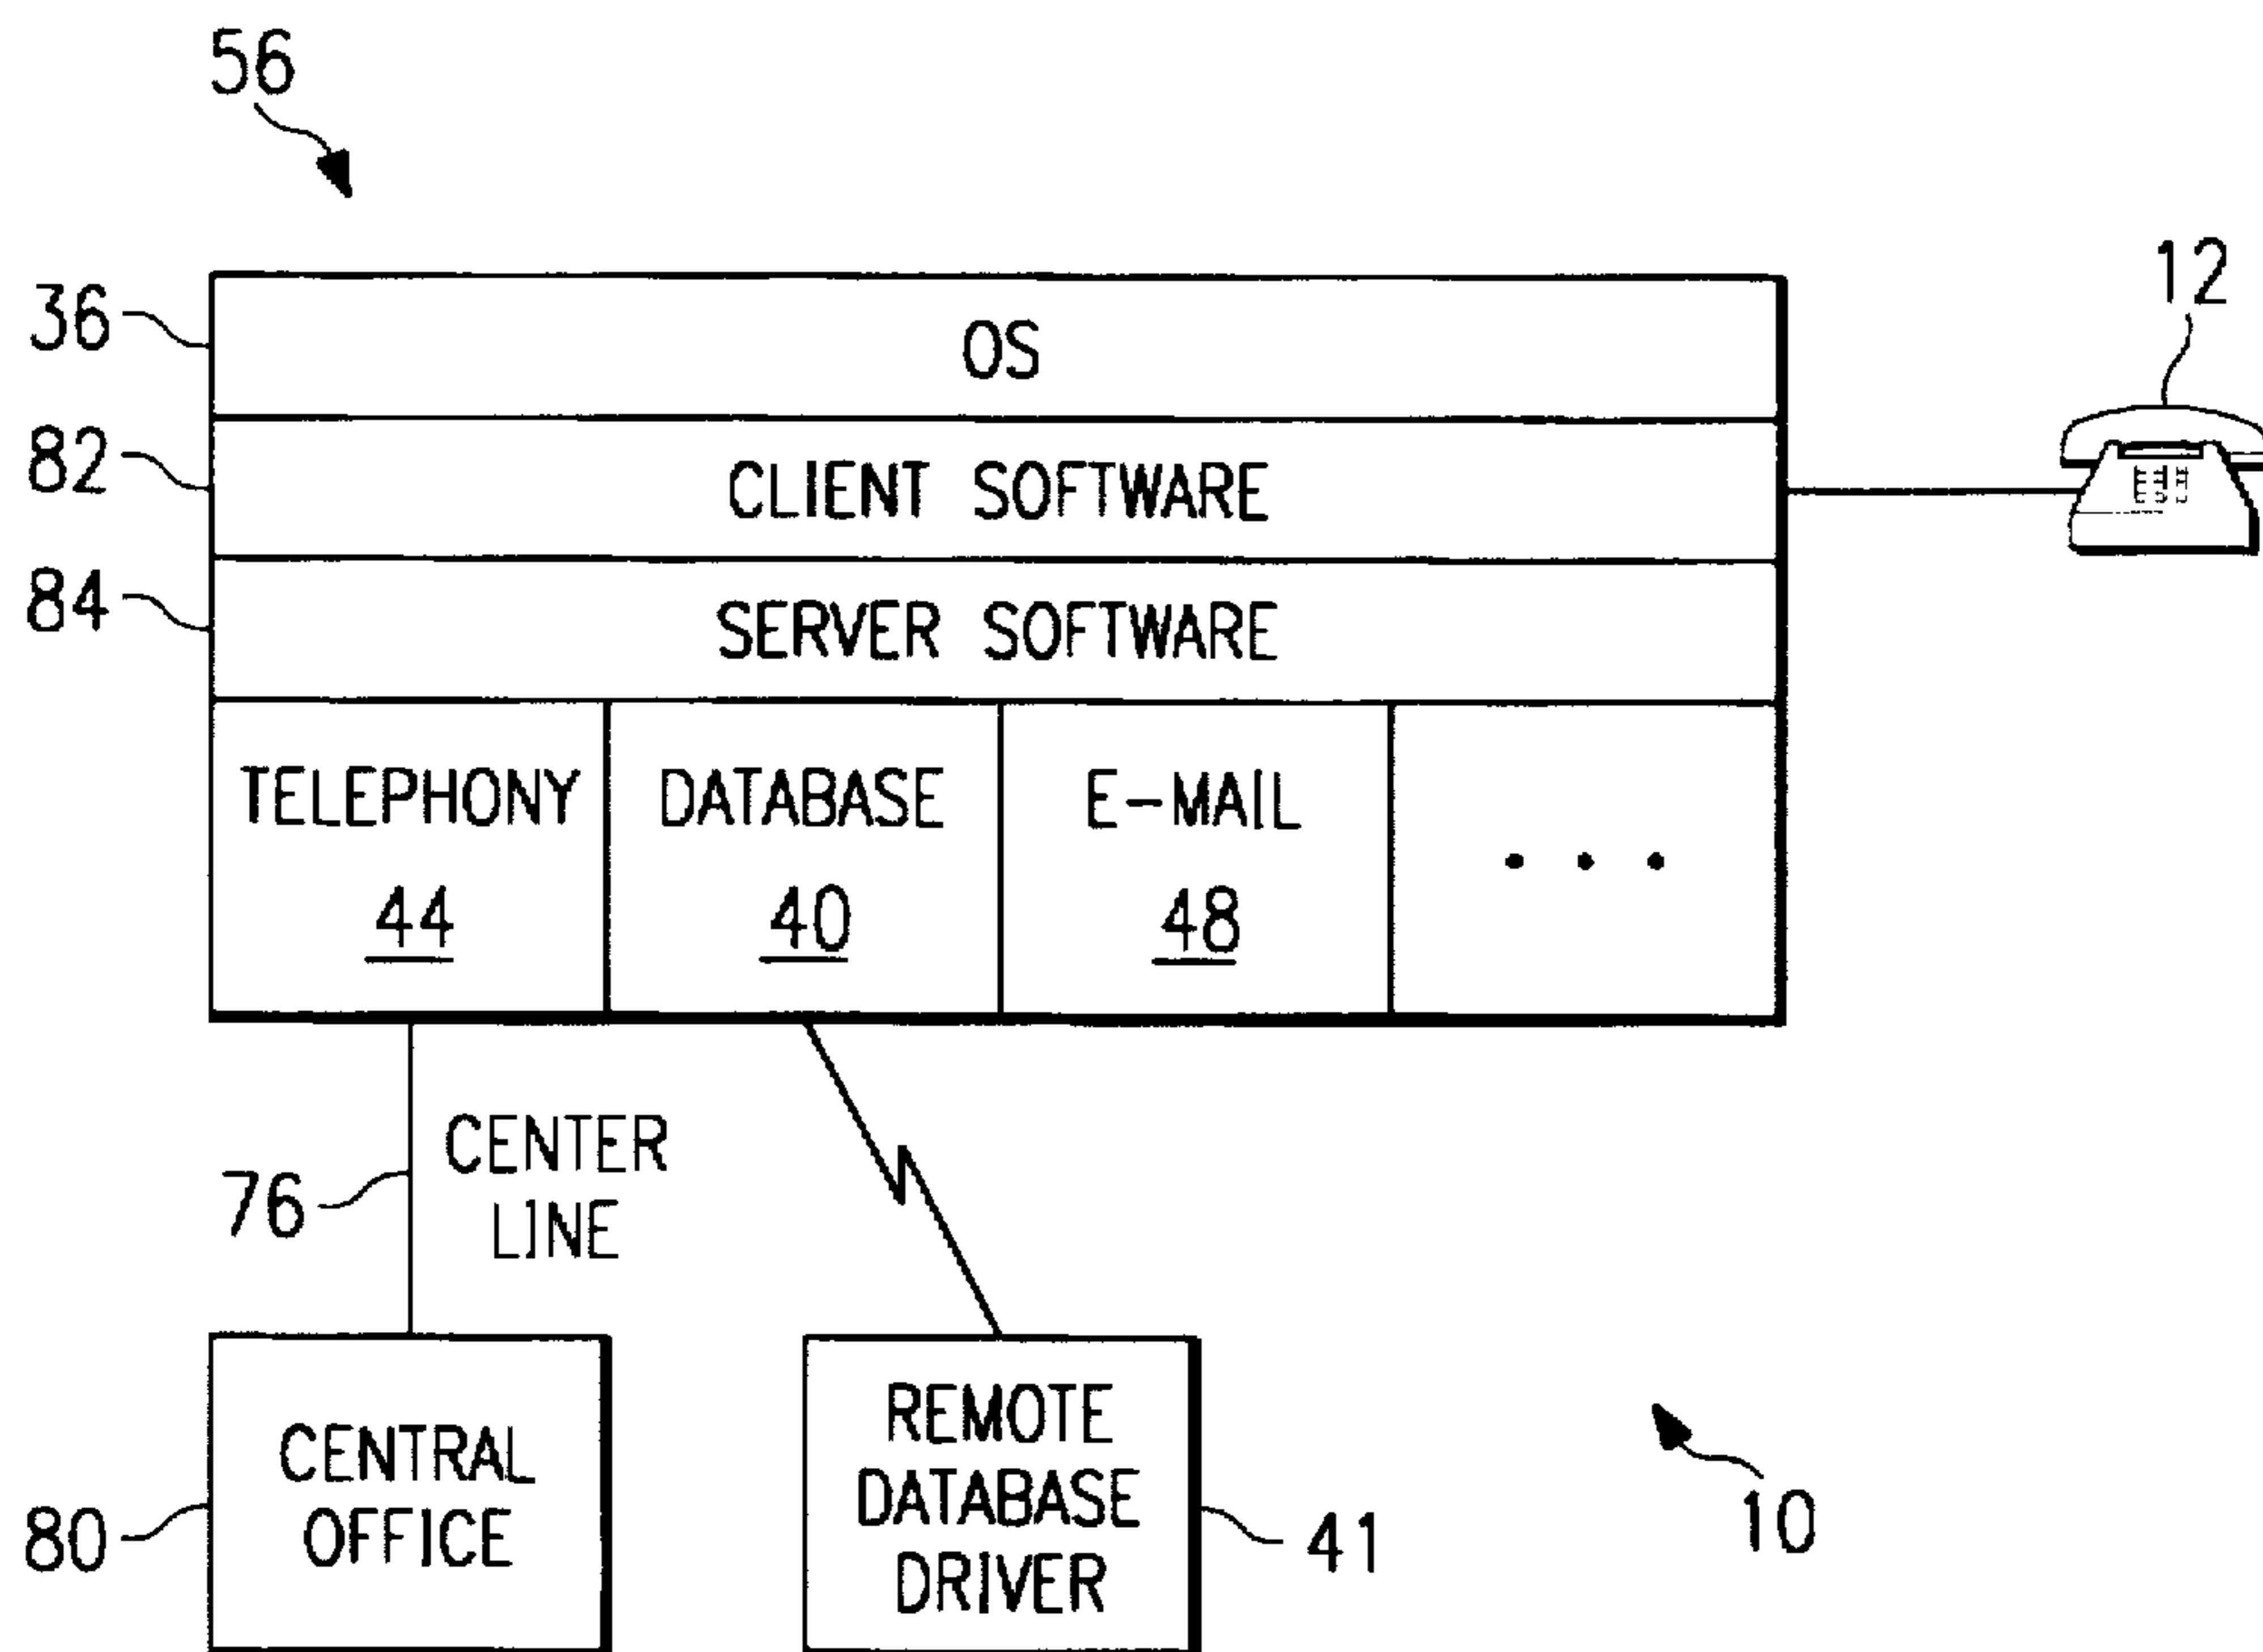 56
36
OS
12
82
CLIENT SOFTWARE
84
SERVER SOFTWARE
TELEPHONY
44
DATABASE
40
E-MAIL
48
• • •
76
CENTER
LINE
80
CENTRAL
OFFICE
REMOTE
DATABASE
DRIVER
41
10